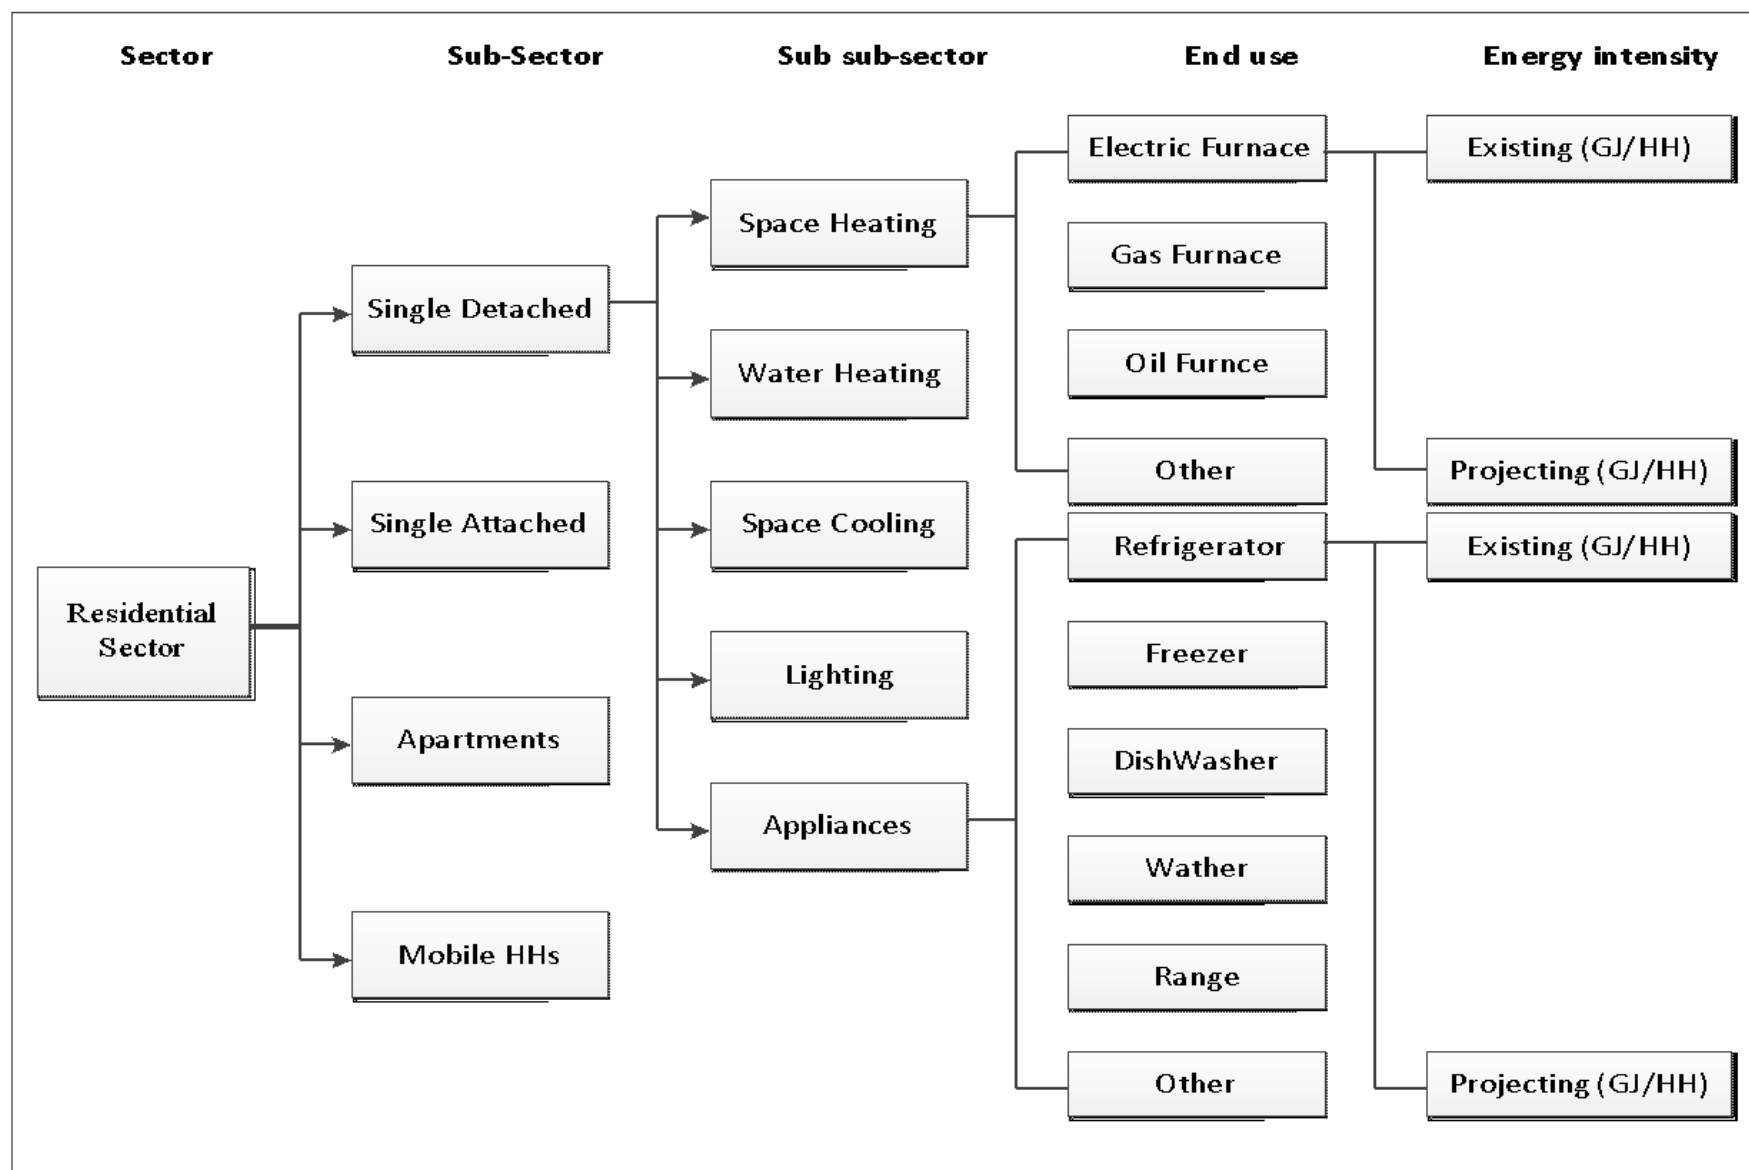 Sector
Sub-Sector
Sub sub-sector
End use
Energy intensity
Residential
Sector
Single Detached
Single Attached
Apartments
Mobile HHs
Space Heating
Water Heating
Space Cooling
Lighting
Appliances
Electric Furnace
Gas Furnace
Oil Furnce
Other
Refrigerator
Freezer
DishWasher
Wather
Range
Other
Existing (GJ/HH)
Projecting (GJ/HH)
Existing (GJ/HH)
Projecting (GJ/HH)